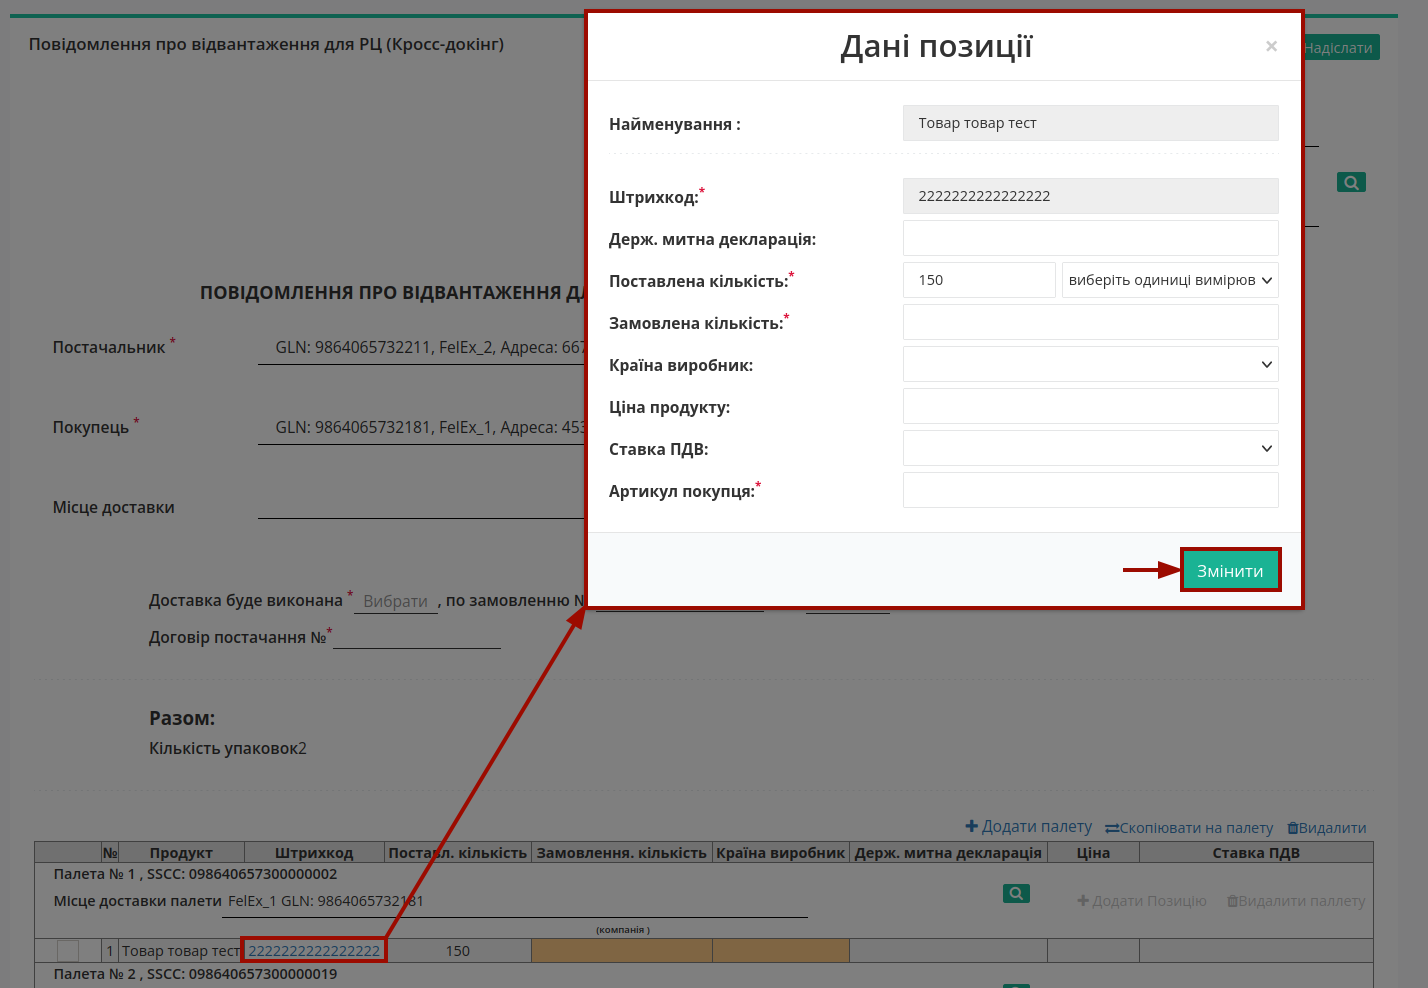 Повідомлення про відвантаження для РЦ (Кросс-докінг)
Надіслати
Дані позиції
×
Найменування :
Товар товар тест
Штрихкод:*
2222222222222222
Держ. митна декларація:
Поставлена кількість:*
150
виберіть одиниці вимірюв
Замовлена кількість:*
Країна виробник:
Ціна продукту:
Ставка ПДВ:
Артикул покупця:*
Змінити
ПОВІДОМЛЕННЯ ПРО ВІДВАНТАЖЕННЯ
Постачальник * GLN: 9864065732211, FelEx_2, Адреса: 667
Покупець * GLN: 9864065732181, FelEx_1, Адреса: 453
Місце доставки
Доставка буде виконана * Вибрати , по замовленню
Договір постачання №*
Разом:
Кількість упаковок2
Додати палету Скопіювати на палету Видалити
№ Продукт Штрихкод Поставл. кількість Замовлення. кількість Країна виробник Держ. митна декларація Ціна Ставка ПДВ
Палета № 1 , SSCC: 098640657300000002
Місце доставки палети FelEx_1 GLN: 9864065732181
Додати Позицію Видалити паллету
(компанія )
1 Товар товар тест 2222222222222222 150
Палета № 2 , SSCC: 098640657300000019